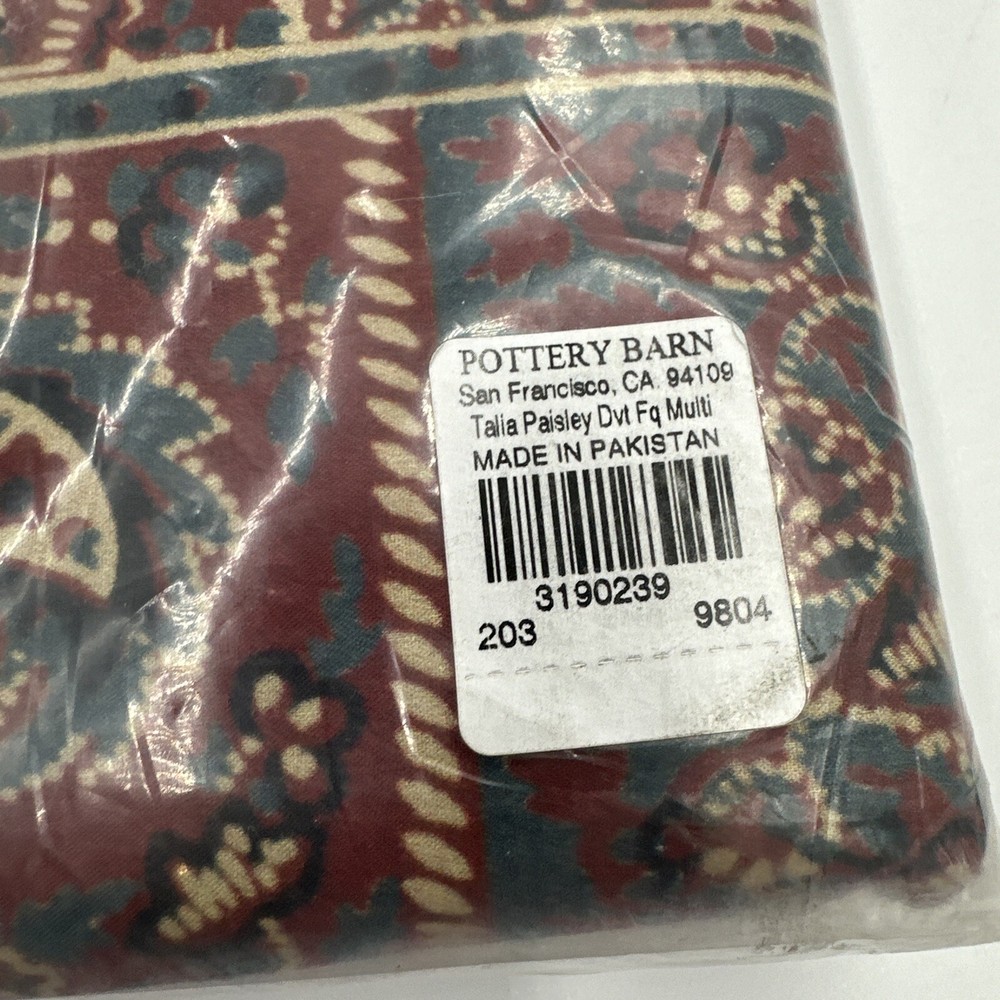 POTTERY BARN
San Francisco, CA. 94109
Talia Paisley Dvt Fq Multi
MADE IN PAKISTAN
3190239
203 9804